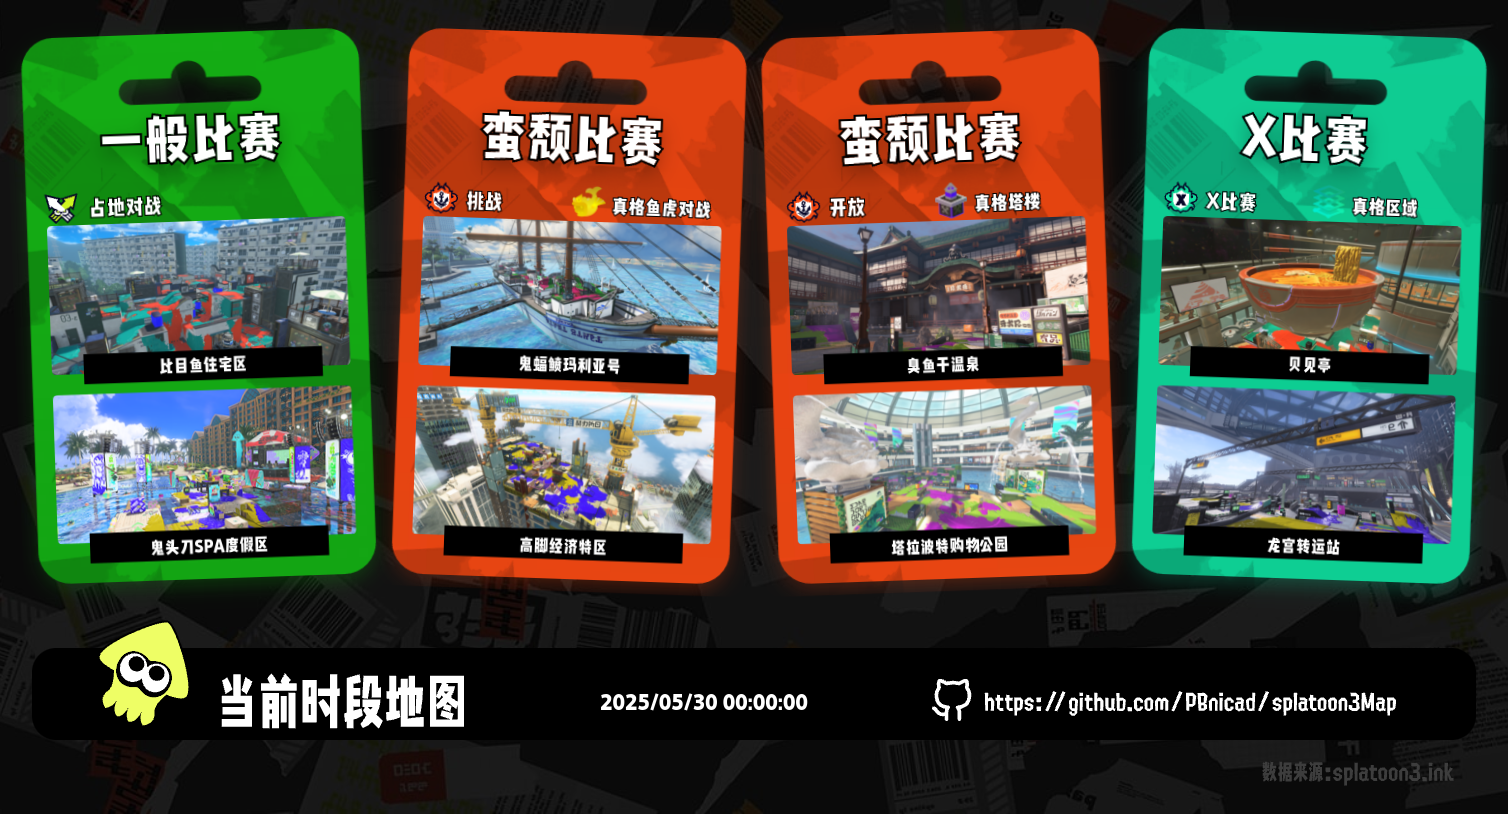 一般比赛
占地对战
比目鱼住宅区
鬼头刀SPA度假区
蛮颓比赛
挑战
真格鱼虎对战
鬼蝠鲼玛利亚号
高脚经济特区
蛮颓比赛
开放
真格塔楼
臭鱼干温泉
塔拉波特购物公园
X比赛
X比赛
真格区域
贝见亭
龙宫转运站
当前时段地图
2025/05/30 00:00:00
https://github.com/PBnicad/splatoon3Map
数据来源:splatoon3.ink